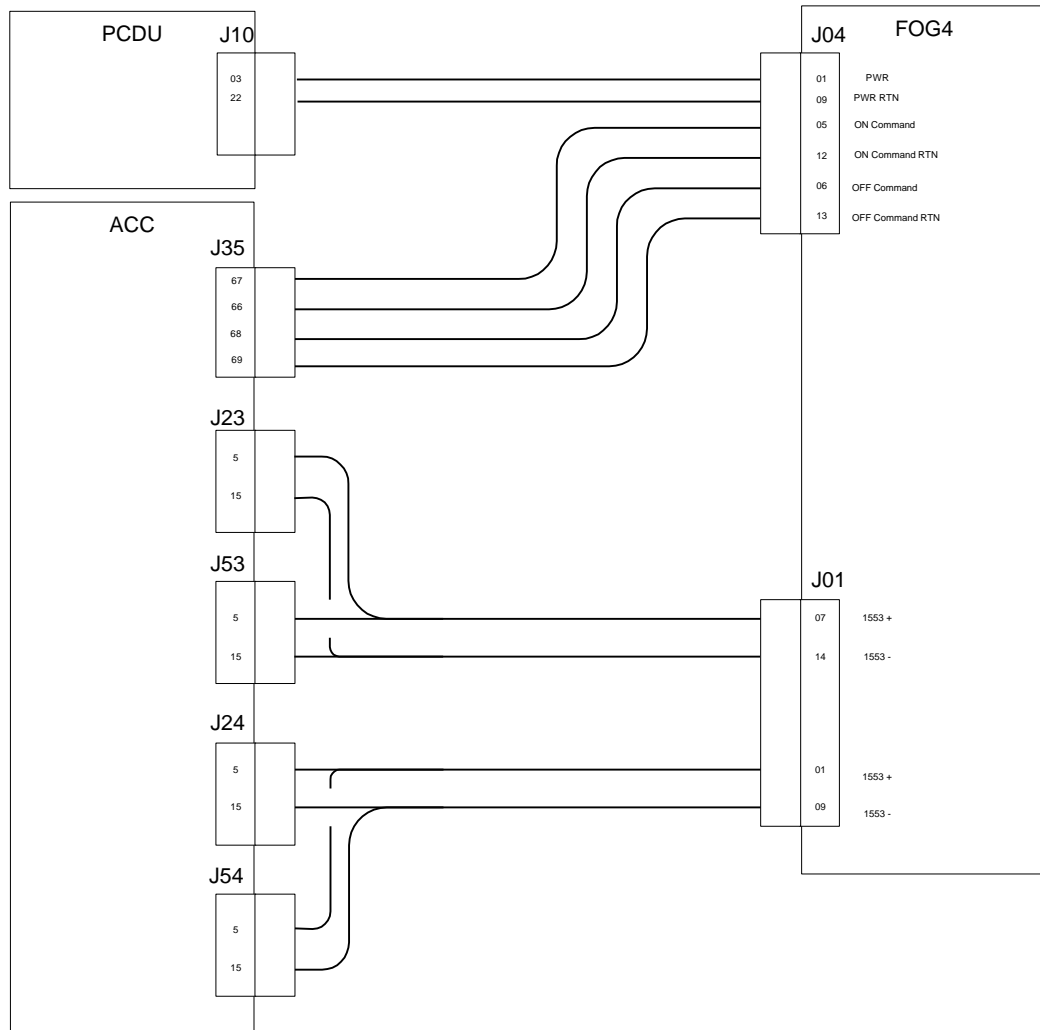 PCDU
J10
03
22
FOG4
J04
01 PWR
09 PWR RTN
05 ON Command
12 ON Command RTN
06 OFF Command
13 OFF Command RTN
ACC
J35
67
66
68
69
J23
5
15
J53
5
15
J01
07 1553 +
14 1553 -
01 1553 +
09 1553 -
J24
5
15
J54
5
15